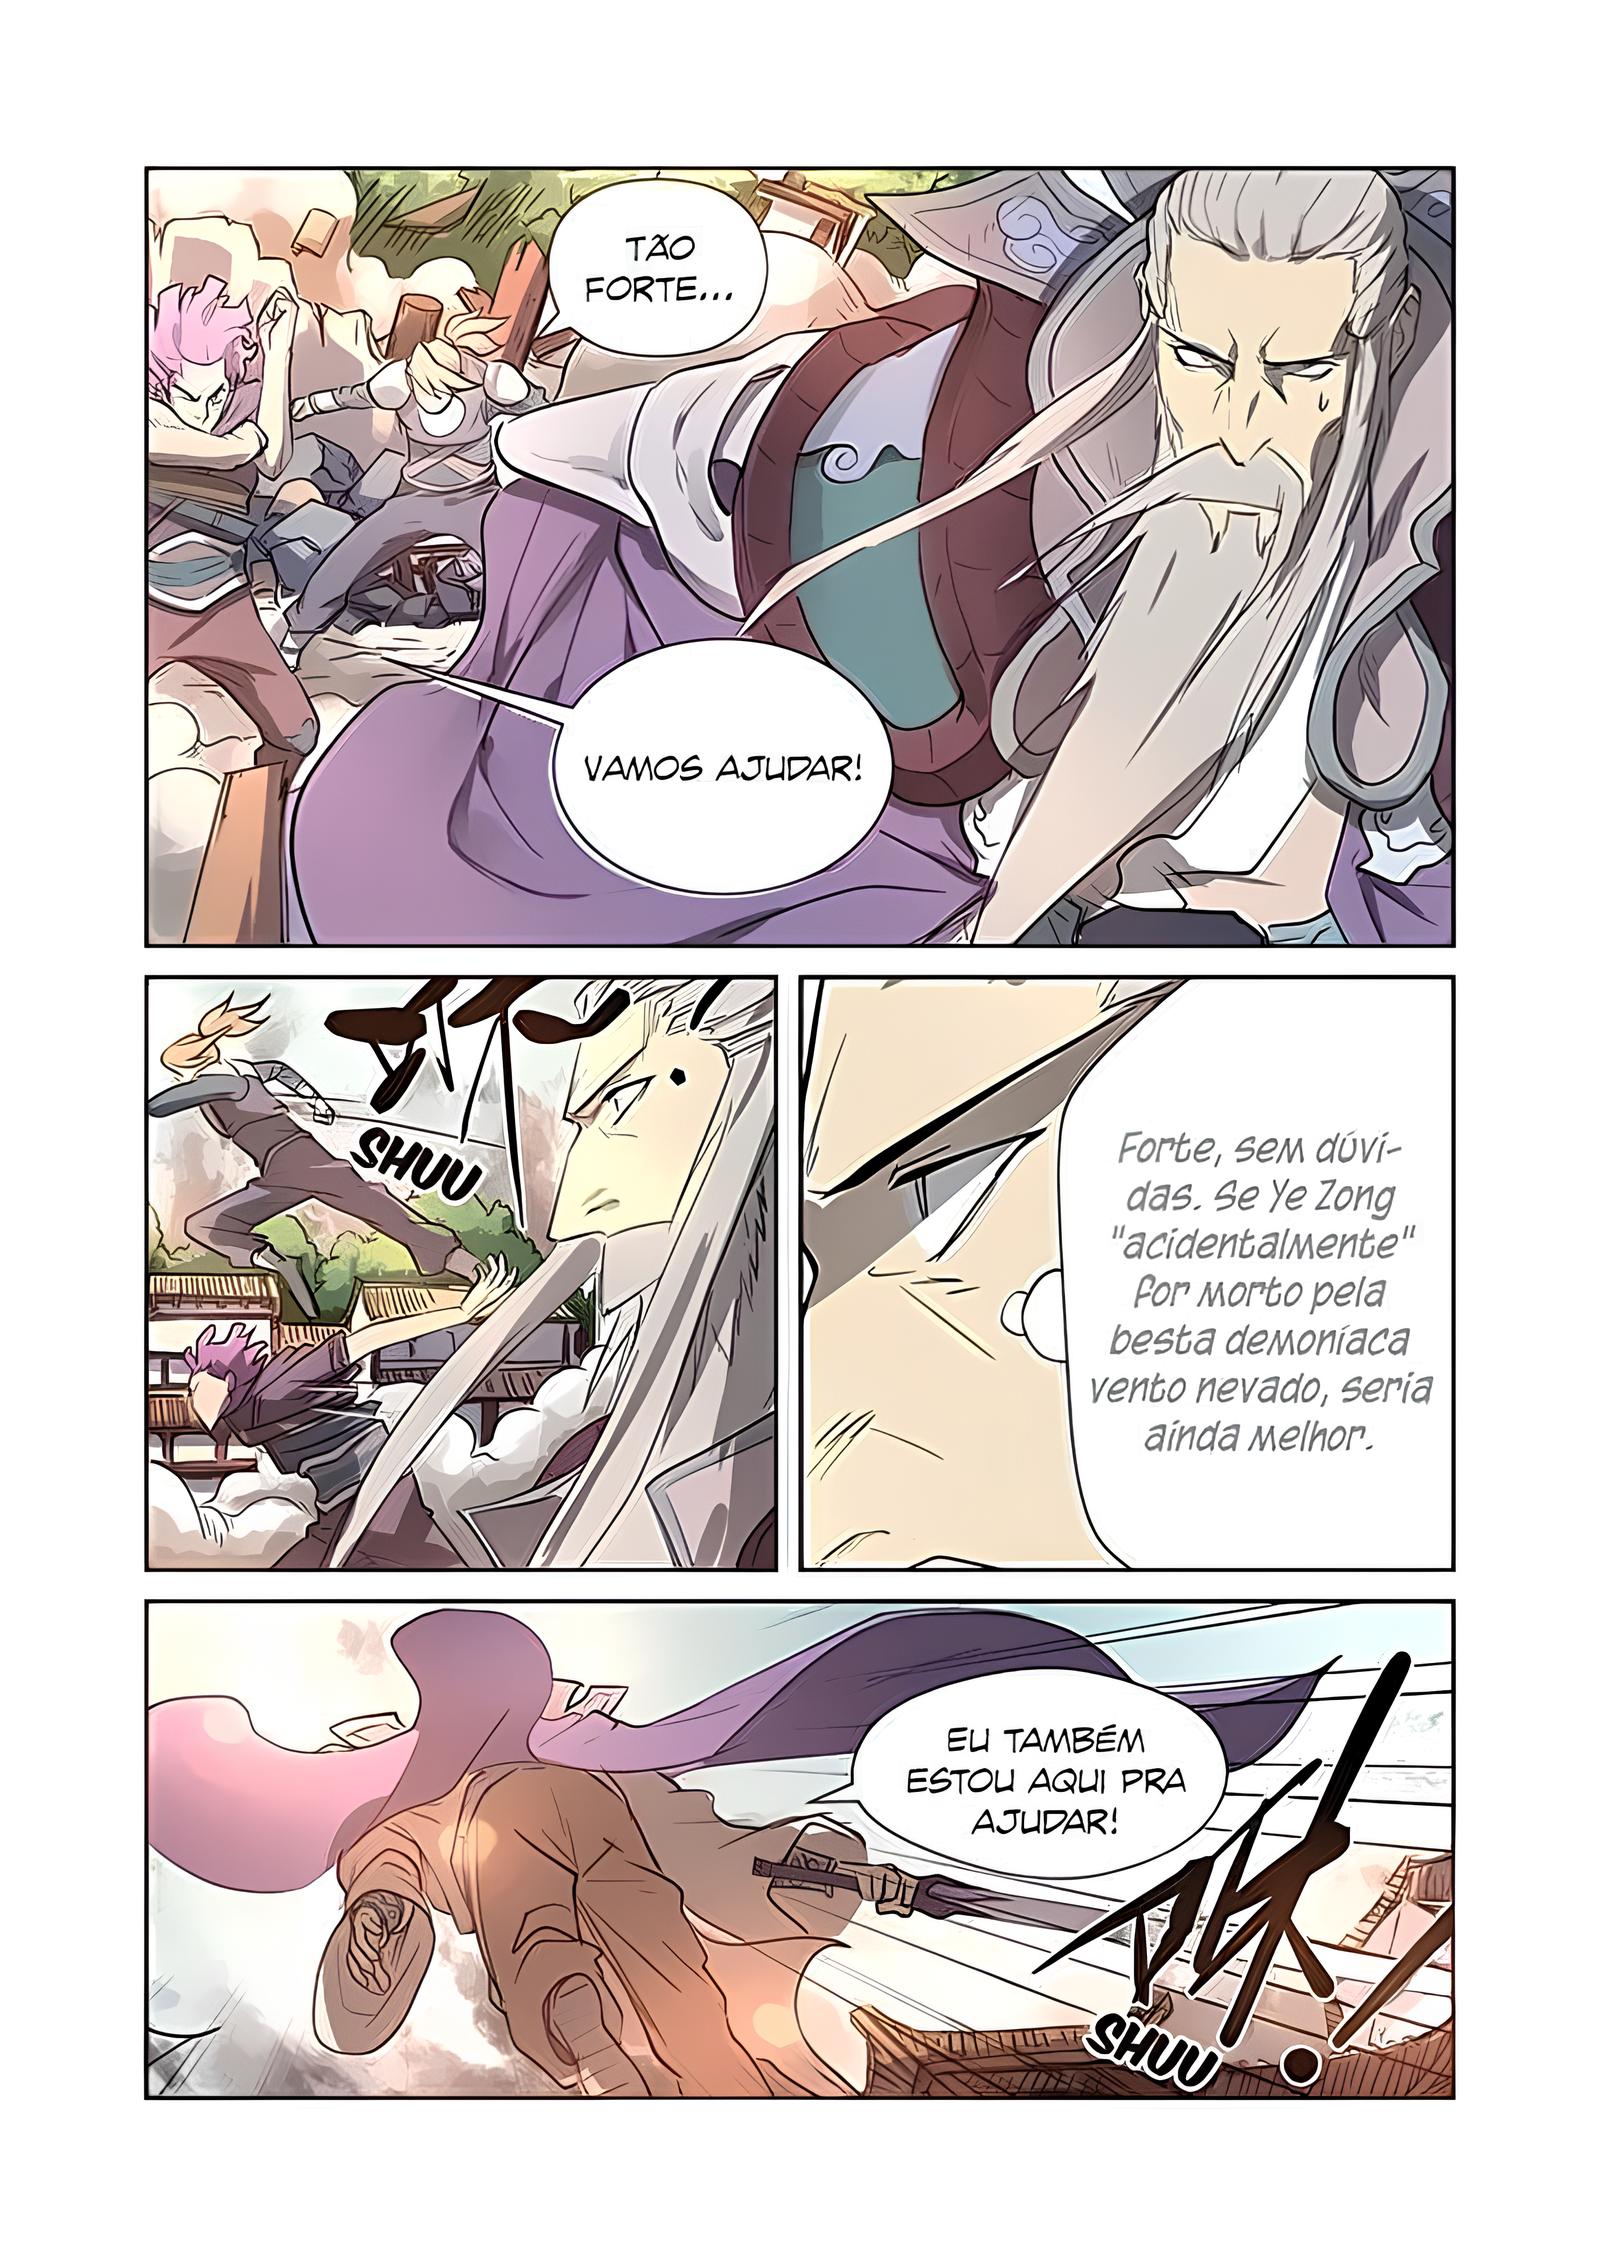 TÃO
FORTE...
VAMOS AJUDAR!
SHUU
Forte, sem dúvi-
das. Se Ye Zong
"acidentalmente"
for morto pela
besta demoníaca
vento nevado, seria
ainda melhor.
EU TAMBÉM
ESTOU AQUI PRA
AJUDAR!
SHUU